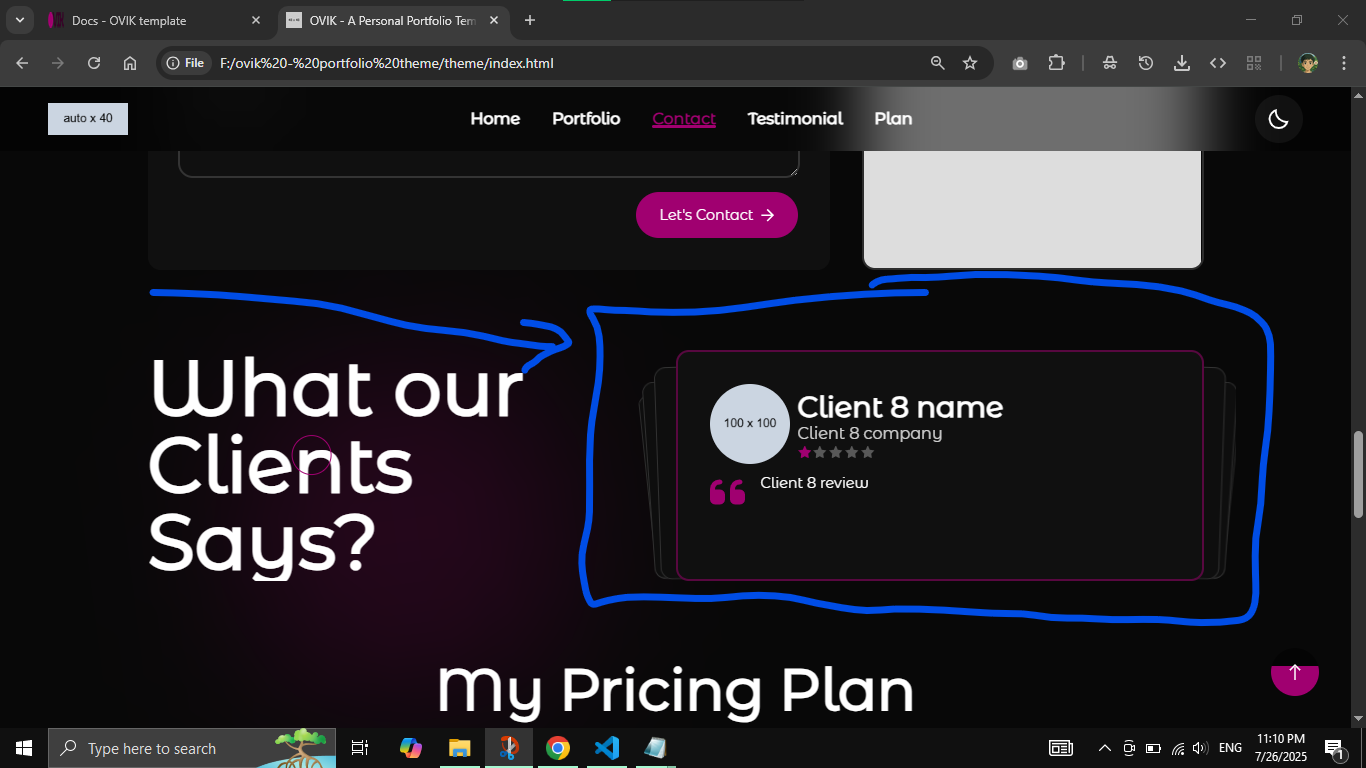 Docs - OVIK template
OVIK - A Personal Portfolio Tem
File
F:/ovik%20-%20portfolio%20theme/theme/index.html
auto x 40
Home
Portfolio
Contact
Testimonial
Plan
Let's Contact
What our
Clients
Says?
100 x 100
Client 8 name
Client 8 company
Client 8 review
My Pricing Plan
Type here to search
ENG
11:10 PM
7/26/2025
1